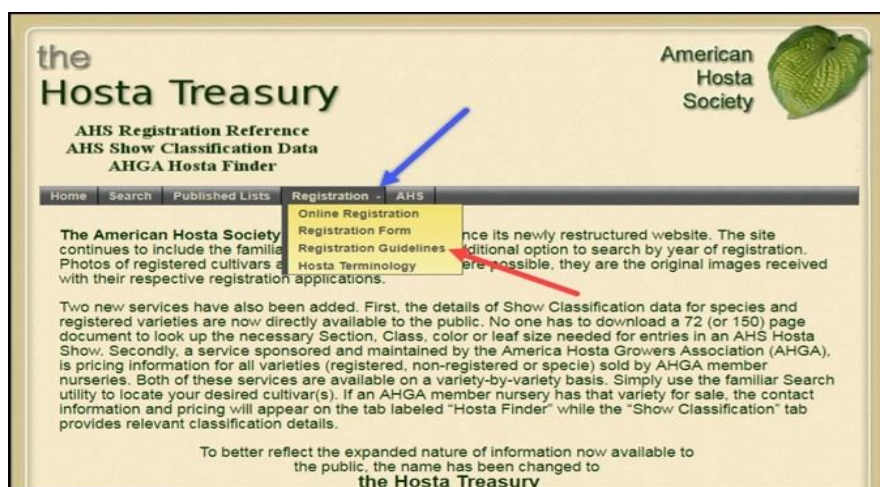 the
Hosta Treasury
American
Hosta
Society
AHS Registration Reference
AHS Show Classification Data
AHGA Hosta Finder
Home Search Published Lists Registration - AHS
Online Registration
Registration Form
Registration Guidelines
Hosta Terminology
The American Hosta Society nce its newly restructured website. The site
continues to include the familia dditional option to search by year of registration.
Photos of registered cultivars a ere possible, they are the original images received
with their respective registration applications.
Two new services have also been added. First, the details of Show Classification data for species and
registered varieties are now directly available to the public. No one has to download a 72 (or 150) page
document to look up the necessary Section, Class, color or leaf size needed for entries in an AHS Hosta
Show. Secondly, a service sponsored and maintained by the America Hosta Growers Association (AHGA),
is pricing information for all varieties (registered, non-registered or specie) sold by AHGA member
nurseries. Both of these services are available on a variety-by-variety basis. Simply use the familiar Search
utility to locate your desired cultivar(s). If an AHGA member nursery has that variety for sale, the contact
information and pricing will appear on the tab labeled “Hosta Finder” while the “Show Classification” tab
provides relevant classification details.
To better reflect the expanded nature of information now available to
the public, the name has been changed to
the Hosta Treasury